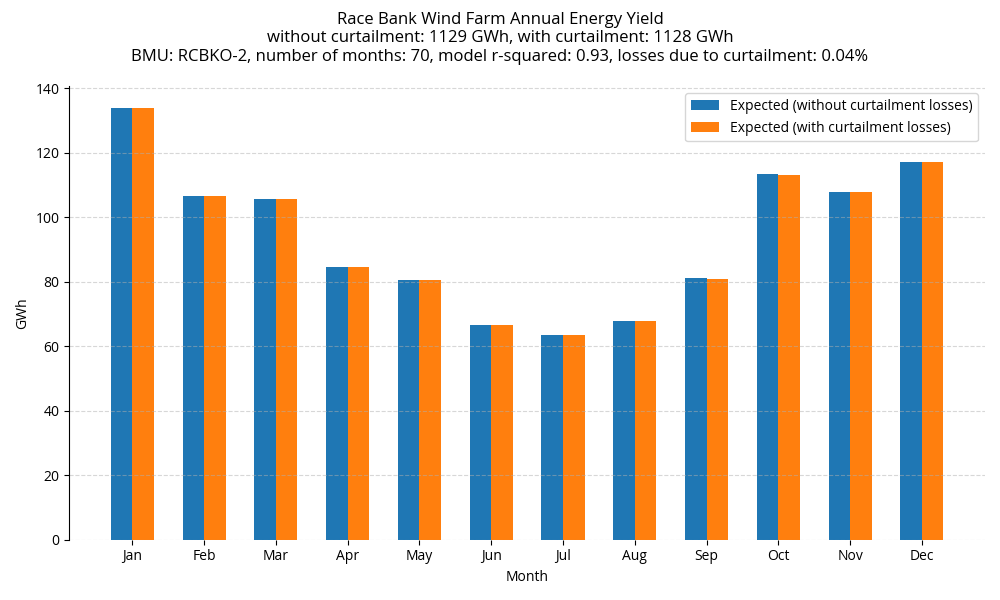 Race Bank Wind Farm Annual Energy Yield
without curtailment: 1129 GWh, with curtailment: 1128 GWh
BMU: RCBKO-2, number of months: 70, model r-squared: 0.93, losses due to curtailment: 0.04%
Expected (without curtailment losses)
Expected (with curtailment losses)
GWh
140
120
100
80
60
40
20
0
Jan Feb Mar Apr May Jun Jul Aug Sep Oct Nov Dec
Month